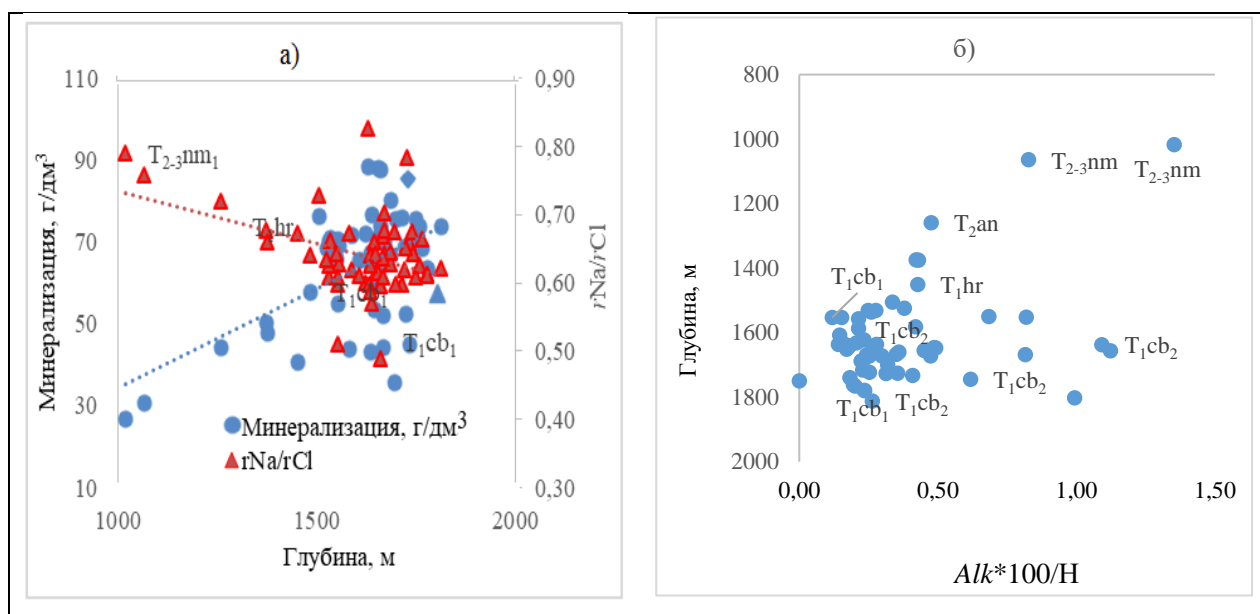 а)
Минерализация, г/дм³
110
90
70
50
30
10
0,90
0,80
0,70
0,60
0,50
0,40
0,30
rNa/rCl
T₂₋₃nm₁
T₁hr
T₁cb₁
T₁cb₁
Минерализация, г/дм³
rNa/rCl
1000 1500 2000
Глубина, м
б)
Глубина, м
800
1000
1200
1400
1600
1800
2000
T₂₋₃nm
T₂₋₃nm
T₂an
T₁cb₁
T₁hr
T₁cb₂
T₁cb₂
T₁cb₂
T₁cb₁
T₁cb₂
0,00 0,50 1,00 1,50
Alk*100/H